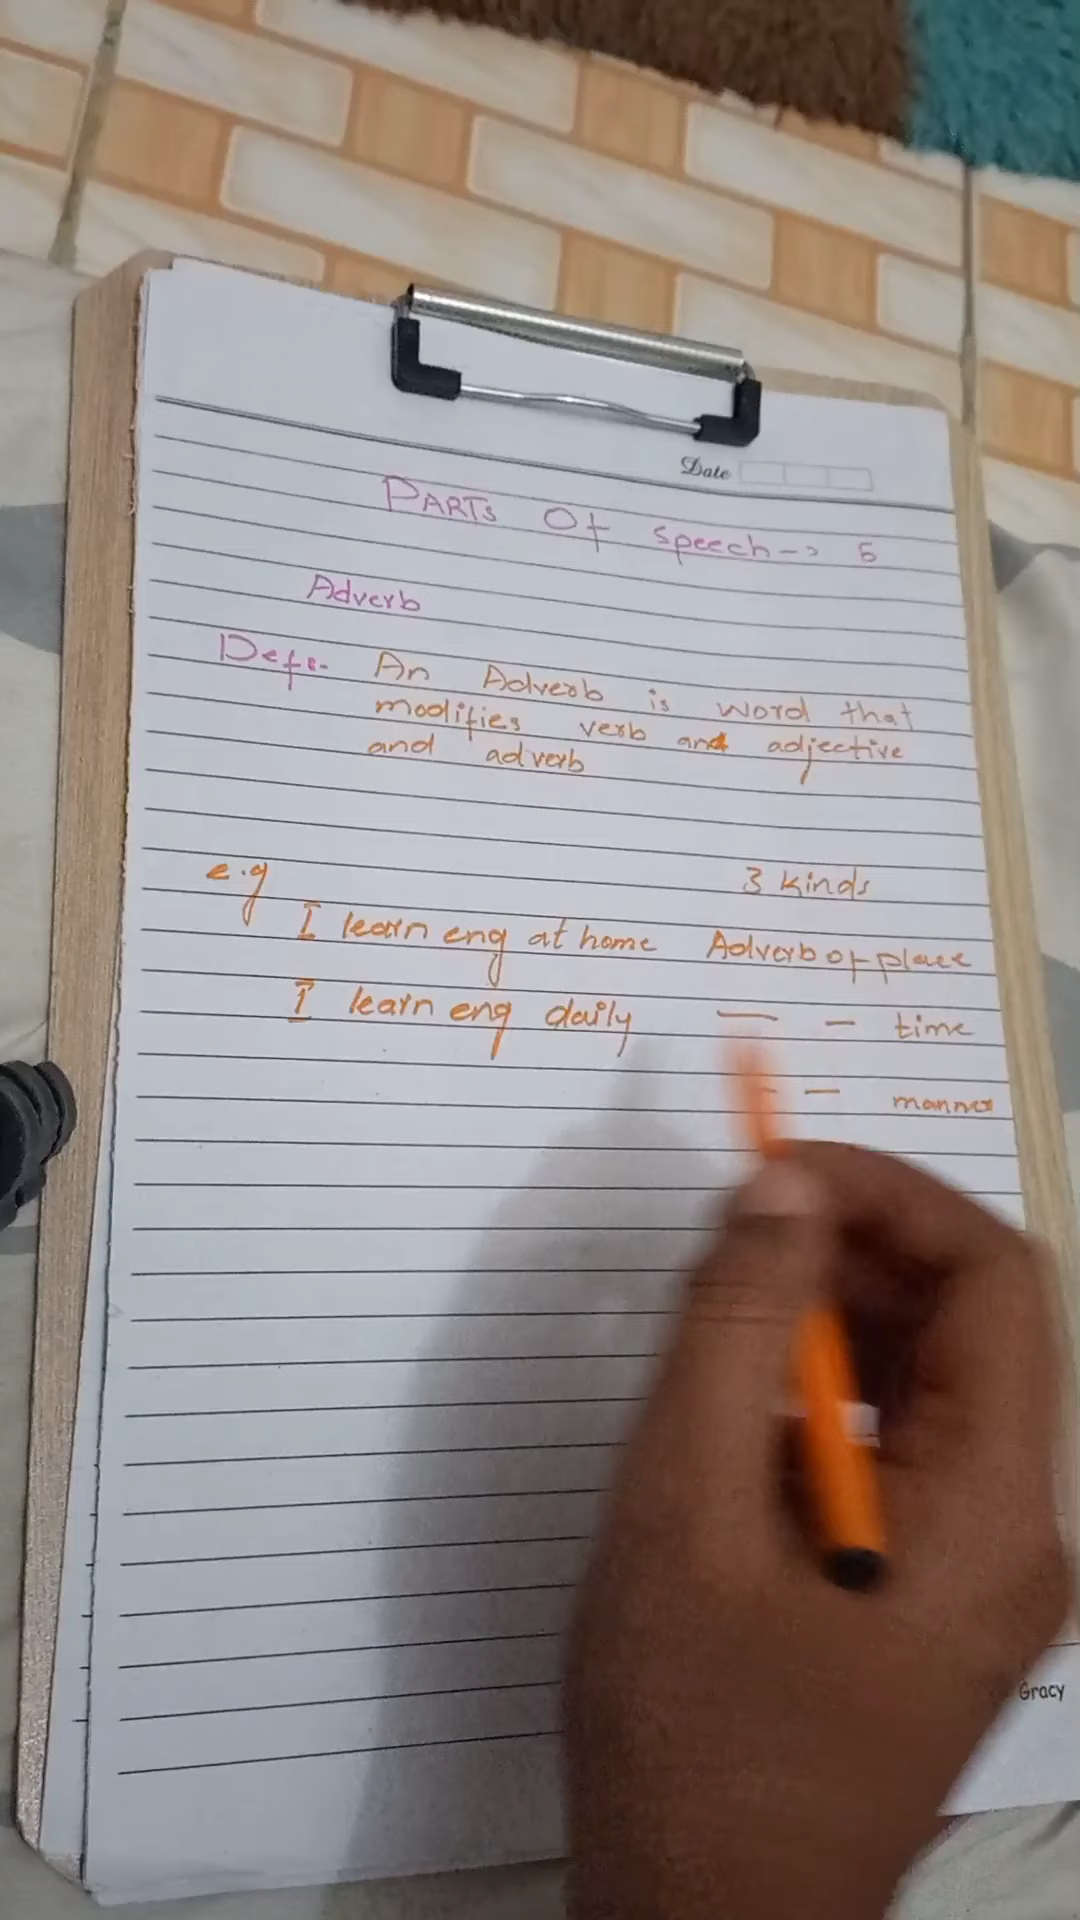 Date
PARTS Of speech-> 5
Adverb
Defe- An Adverb is word that
modifies verb and adjective
and adverb
e.g
3 kinds
I learn eng at home Adverb of place
I learn eng daily — - time
- - manner
Gracy